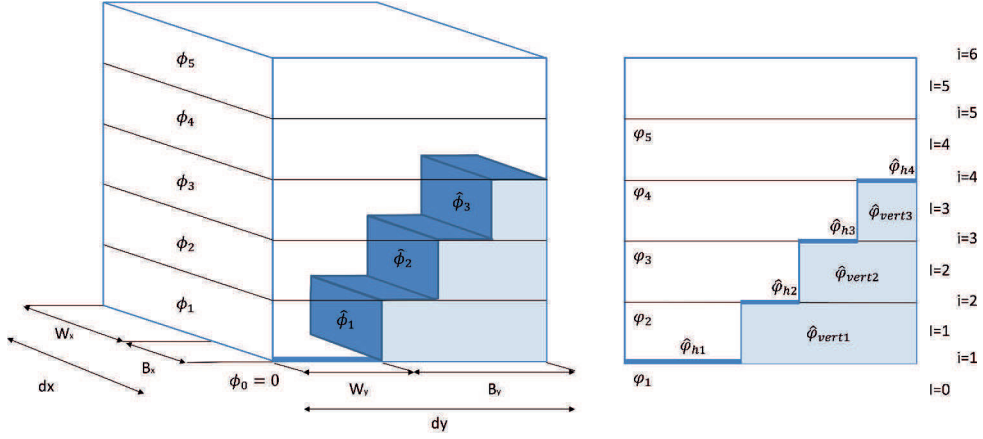 ϕ₅
ϕ₄
ϕ₃
ϕ₂
ϕ₁
ϕ̂₃
ϕ̂₂
ϕ̂₁
Wₓ
Bₓ
dx
ϕ₀ = 0
Wᵧ
Bᵧ
dy
i=6
l=5
i=5
φ₅
l=4
φ̂ₕ₄
i=4
φ₄
l=3
φ̂ᵥₑᵣₜ₃
φ̂ₕ₃
i=3
φ₃
l=2
φ̂ᵥₑᵣₜ₂
φ̂ₕ₂
i=2
φ₂
l=1
φ̂ᵥₑᵣₜ₁
φ̂ₕ₁
i=1
φ₁
l=0